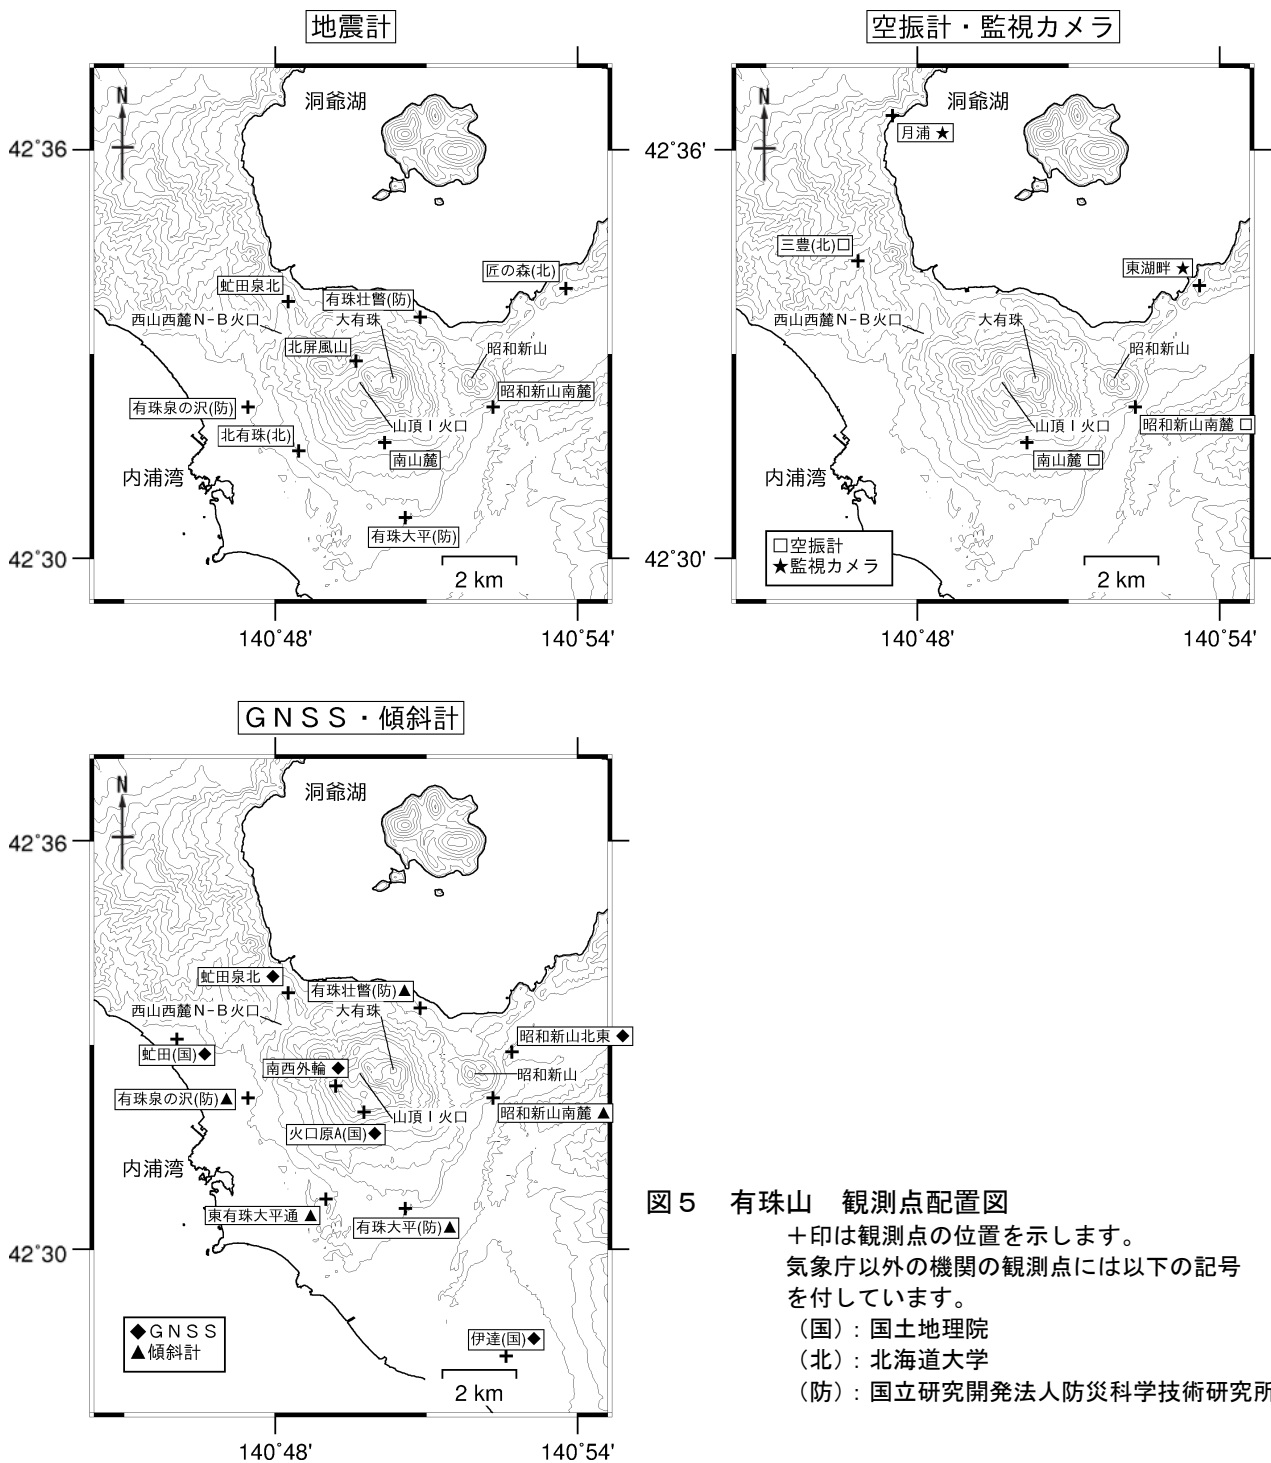 地震計
N
洞爺湖
42°36
匠の森(北)
虻田泉北
有珠壮瞥(防)
西山西麓N-B火口
大有珠
北屏風山
昭和新山
昭和新山南麓
有珠泉の沢(防)
山頂I火口
北有珠(北)
南山麓
内浦湾
有珠大平(防)
42°30
2 km
140°48'
140°54'
空振計・監視カメラ
N
洞爺湖
月浦 ★
42°36'
三豊(北)□
東湖畔 ★
西山西麓N-B火口
大有珠
昭和新山
山頂I火口
昭和新山南麓 □
南山麓 □
内浦湾
□空振計
★監視カメラ
42°30'
2 km
140°48'
140°54'
GNSS・傾斜計
N
洞爺湖
42°36
虻田泉北 ◆
有珠壮瞥(防)▲
西山西麓N-B火口
大有珠
昭和新山北東 ◆
虻田(国)◆
南西外輪 ◆
昭和新山
有珠泉の沢(防)▲
山頂I火口
昭和新山南麓 ▲
火口原A(国)◆
内浦湾
東有珠大平通 ▲
有珠大平(防)▲
42°30
◆GNSS
▲傾斜計
伊達(国)◆
2 km
140°48'
140°54'
図5 有珠山 観測点配置図
+印は観測点の位置を示します。
気象庁以外の機関の観測点には以下の記号
を付しています。
(国):国土地理院
(北):北海道大学
(防):国立研究開発法人防災科学技術研究所